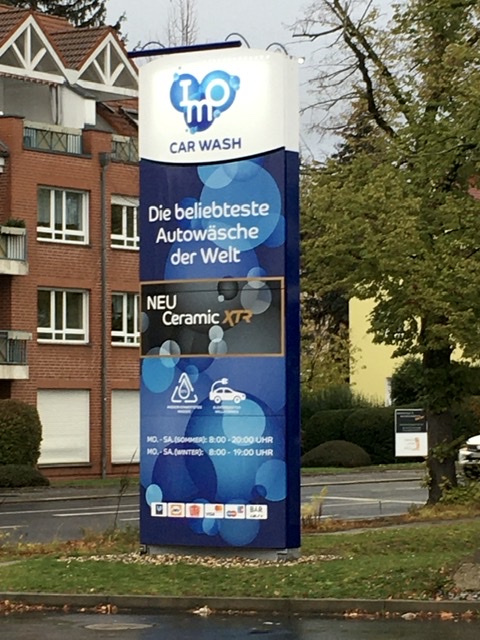 IMO
CAR WASH
Die beliebteste
Autowäsche
der Welt
NEU
Ceramic XTR
MO. - SA.(SOMMER): 8:00 - 20:00 UHR
MO. - SA.(WINTER): 8:00 - 19:00 UHR
VISA
BAR